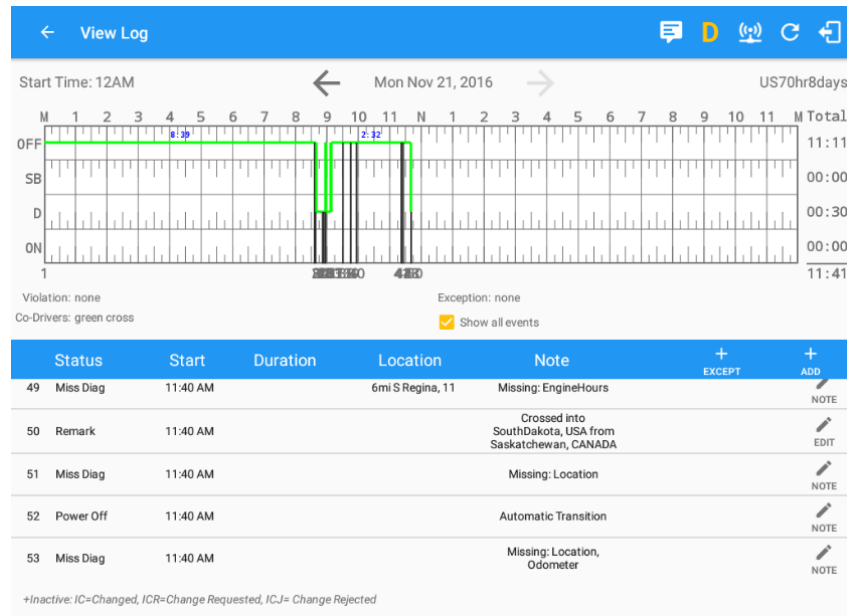 View Log
D
Start Time: 12AM
Mon Nov 21, 2016
US70hr8days
M 1 2 3 4 5 6 7 8 9 10 11 N 1 2 3 4 5 6 7 8 9 10 11 M Total
8:39 2:32
OFF 11:11
SB 00:00
D 00:30
ON 00:00
1
11:41
Violation: none
Exception: none
Co-Drivers: green cross
Show all events
Status Start Duration Location Note + EXCEPT + ADD
49 Miss Diag 11:40 AM 6mi S Regina, 11 Missing: EngineHours NOTE
Crossed into
50 Remark 11:40 AM SouthDakota, USA from EDIT
Saskatchewan, CANADA
51 Miss Diag 11:40 AM Missing: Location NOTE
52 Power Off 11:40 AM Automatic Transition NOTE
53 Miss Diag 11:40 AM Missing: Location, NOTE
Odometer
+Inactive: IC=Changed, ICR=Change Requested, ICJ= Change Rejected